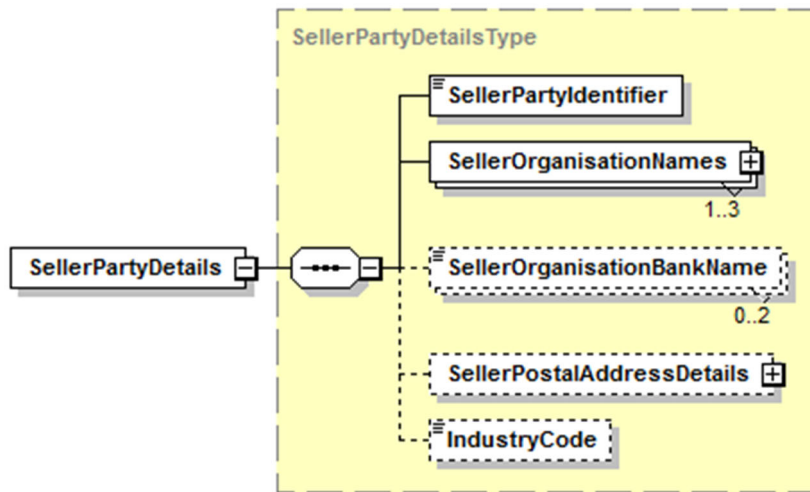 SellerPartyDetailsType
SellerPartyIdentifier
SellerOrganisationNames
1..3
SellerPartyDetails
SellerOrganisationBankName
0..2
SellerPostalAddressDetails
IndustryCode